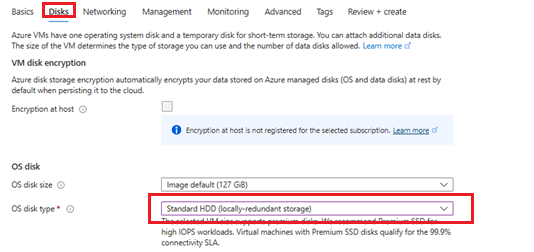 Basics Disks Networking Management Monitoring Advanced Tags Review + create
Azure VMs have one operating system disk and a temporary disk for short-term storage. You can attach additional data disks.
The size of the VM determines the type of storage you can use and the number of data disks allowed. Learn more
VM disk encryption
Azure disk storage encryption automatically encrypts your data stored on Azure managed disks (OS and data disks) at rest by
default when persisting it to the cloud.
Encryption at host
Encryption at host is not registered for the selected subscription. Learn more
OS disk
OS disk size
Image default (127 GiB)
OS disk type *
Standard HDD (locally-redundant storage)
The selected VM size supports premium disks. We recommend Premium SSD for
high IOPS workloads. Virtual machines with Premium SSD disks qualify for the 99.9%
connectivity SLA.